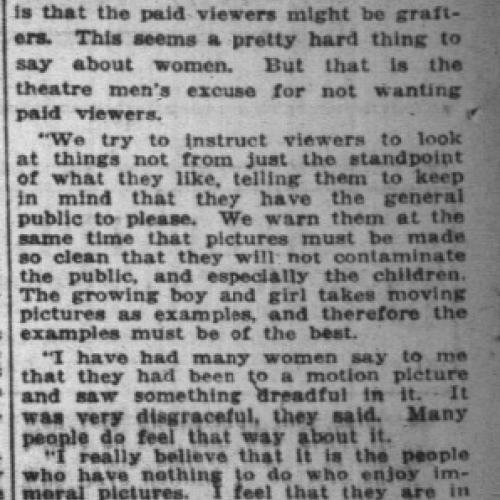 is that the paid viewers might be graft-
ers. This seems a pretty hard thing to
say about women. But that is the
theatre men's excuse for not wanting
paid viewers.
"We try to instruct viewers to look
at things not from just the standpoint
of what they like, telling them to keep
in mind that they have the general
public to please. We warn them at the
same time that pictures must be made
so clean that they will not contaminate
the public, and especially the children.
The growing boy and girl takes moving
pictures as examples, and therefore the
examples must be of the best.
"I have had many women say to me
that they had been to a motion picture
and saw something dreadful in it. It
was very disgraceful, they said. Many
people do feel that way about it.
"I really believe that it is the people
who have nothing to do who enjoy im-
moral pictures. I feel that they are in